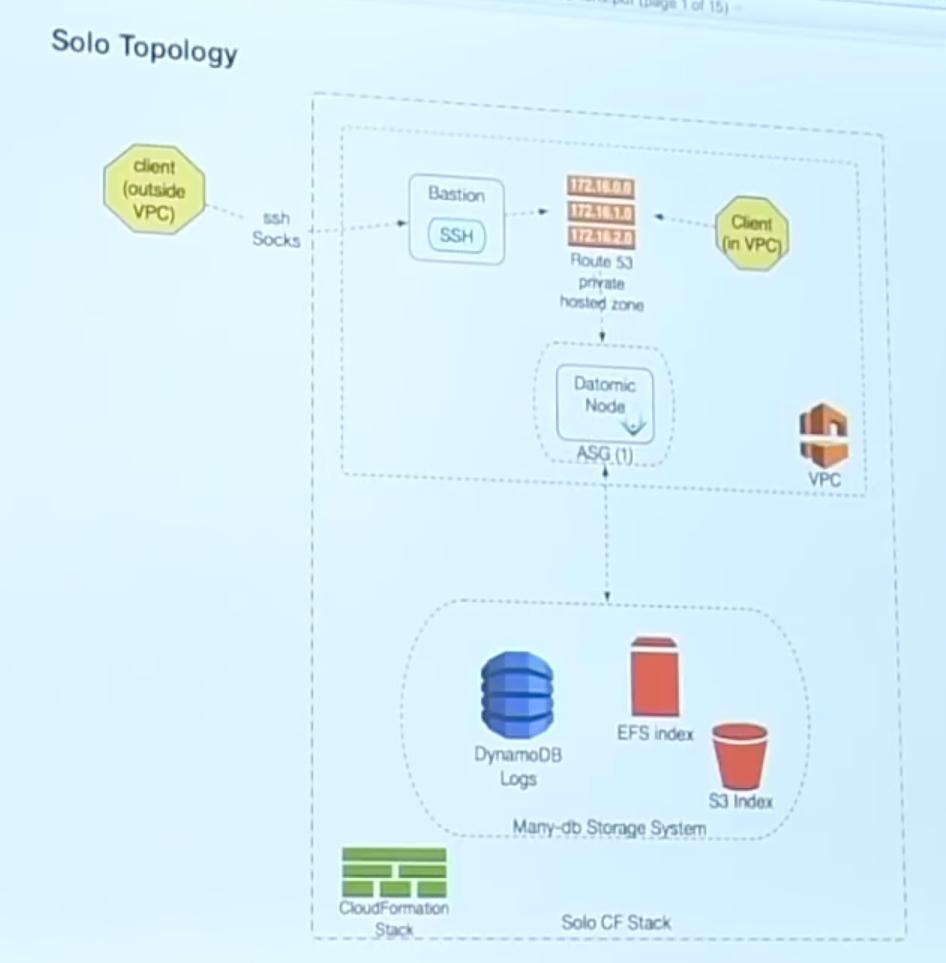 (page 1 of 15)
Solo Topology
client
(outside
VPC)
ssh
Socks
Bastion
SSH
172.16.0.0
172.16.1.0
172.16.2.0
Route 53
private
hosted zone
Client
(in VPC)
Datomic
Node
ASG (1)
VPC
DynamoDB
Logs
EFS index
S3 Index
Many-db Storage System
CloudFormation
Stack
Solo CF Stack